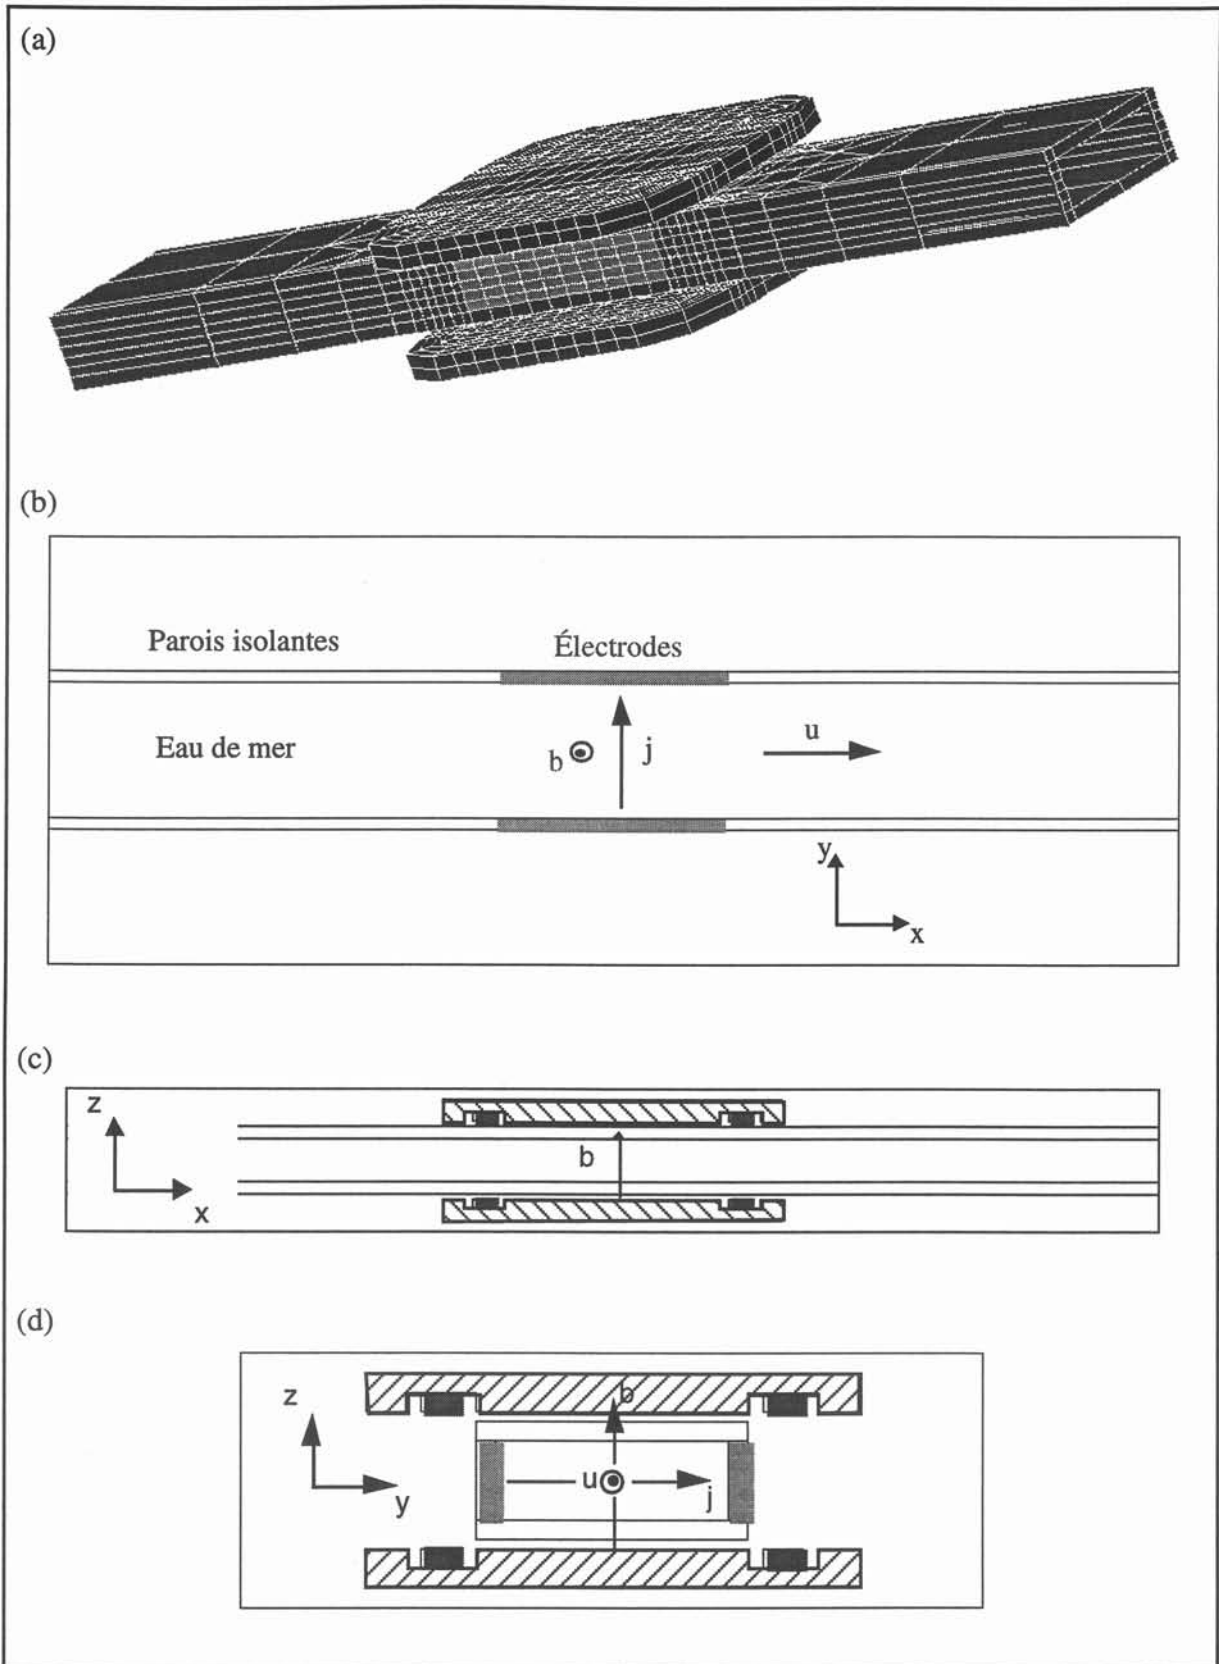 (a)
(b)
Parois isolantes
Électrodes
Eau de mer
b
j
u
y
x
(c)
z
b
x
(d)
z
b
u
j
y